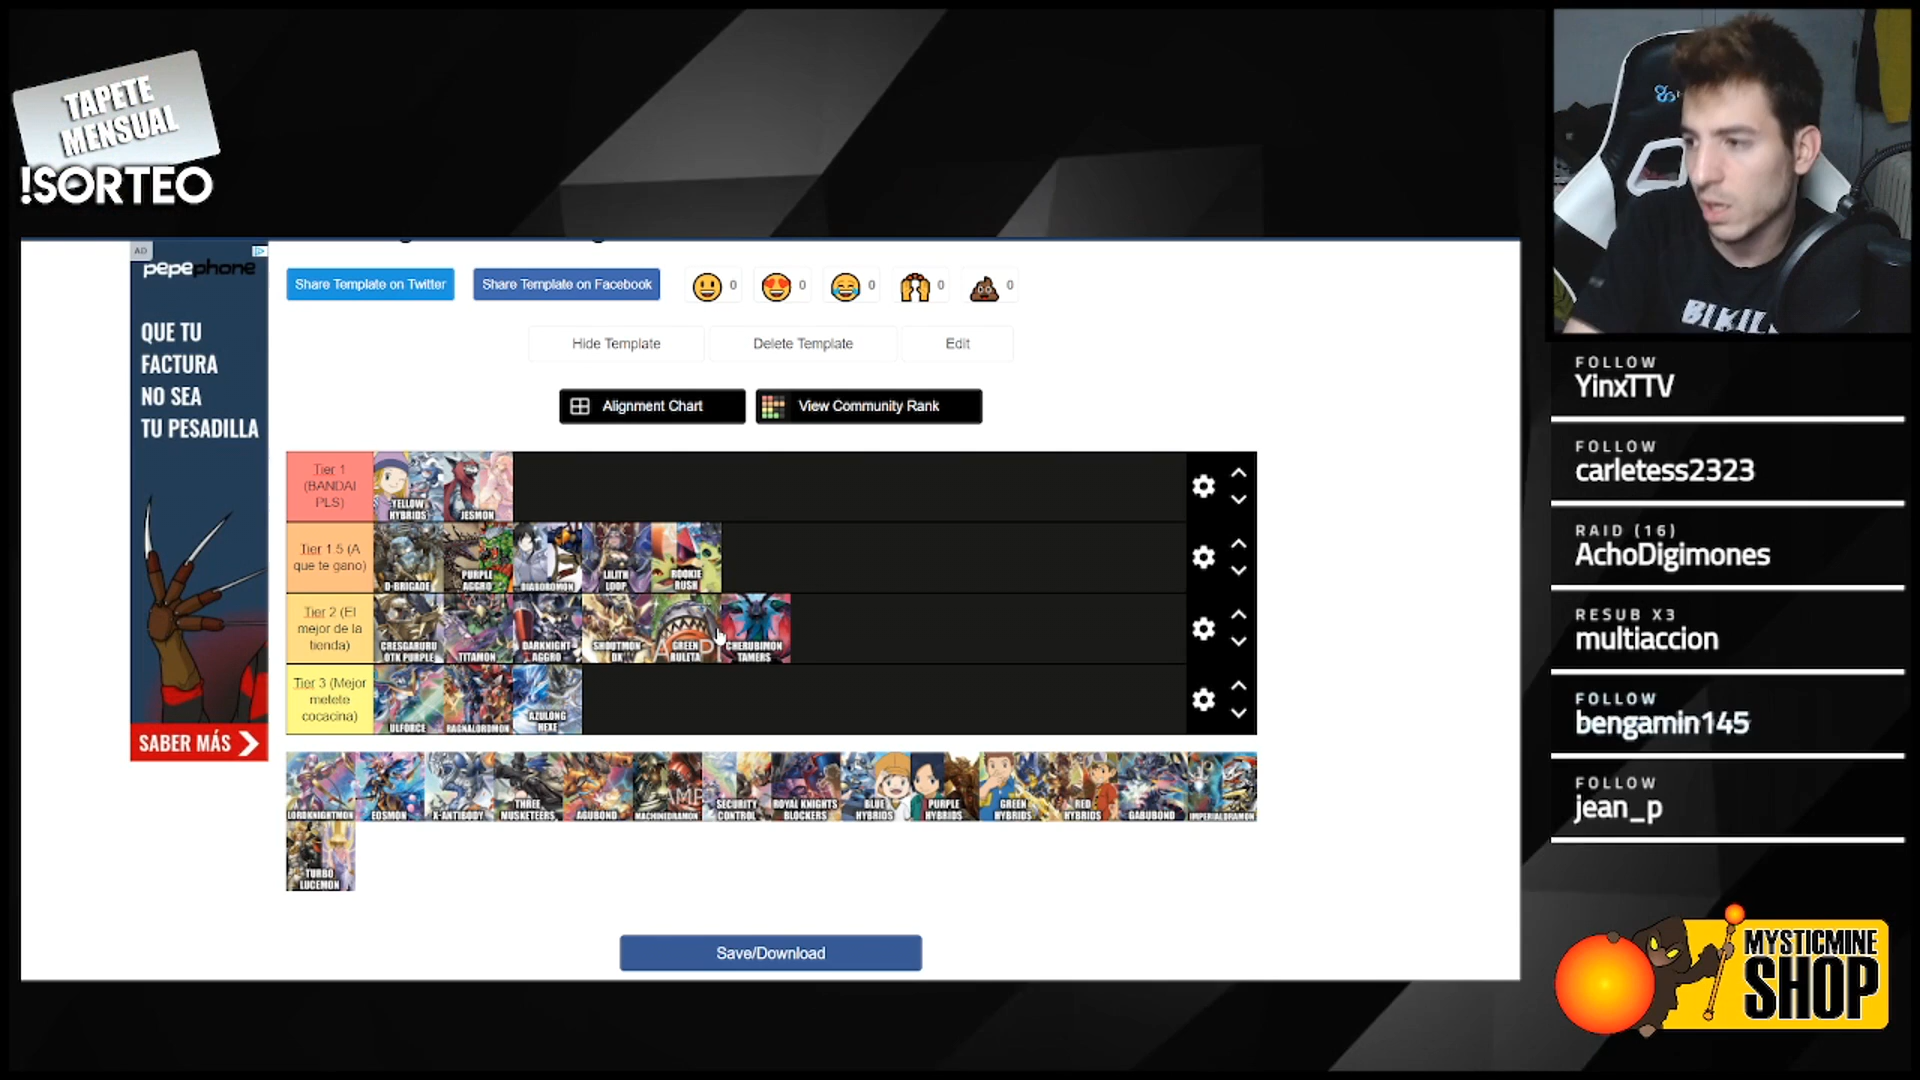 TAPETE
MENSUAL
!SORTEO
AD
pepephone
QUE TU
FACTURA
NO SEA
TU PESADILLA
SABER MÁS
Share Template on Twitter
Share Template on Facebook
0
0
0
0
0
Hide Template
Delete Template
Edit
Alignment Chart
View Community Rank
Tier 1
(BANDAI
PLS)
YELLOW
HYBRIDS
JESMON
Tier 1.5 (A
que te gano)
D-BRIGADE
PURPLE
AGGRO
DIABOROMON
LILITH
LOOP
ROOKIE
RUSH
Tier 2 (El
mejor de la
tienda)
CRESGARURU
OTK PURPLE
TITAMON
DARKNIGHT
AGGRO
SHOUTMON
DX
GREEN
RULETA
CHERUBIMON
TAMERS
Tier 3 (Mejor
metete
cocacina)
ULFORCE
RAGNALORDMON
AZULONG
HEXE
LORDKNIGHTMON
EOSMON
X-ANTIBODY
THREE
MUSKETEERS
AGUBOND
MACHINEDRAMON
SECURITY
CONTROL
ROYAL KNIGHTS
BLOCKERS
BLUE
HYBRIDS
PURPLE
HYBRIDS
GREEN
HYBRIDS
RED
HYBRIDS
GABUBOND
IMPERIALDRAMON
TURBO
LUCEMON
Save/Download
FOLLOW
YinxTTV
FOLLOW
carletess2323
RAID (16)
AchoDigimones
RESUB X3
multiaccion
FOLLOW
bengamin145
FOLLOW
jean_p
MYSTICMINE
SHOP